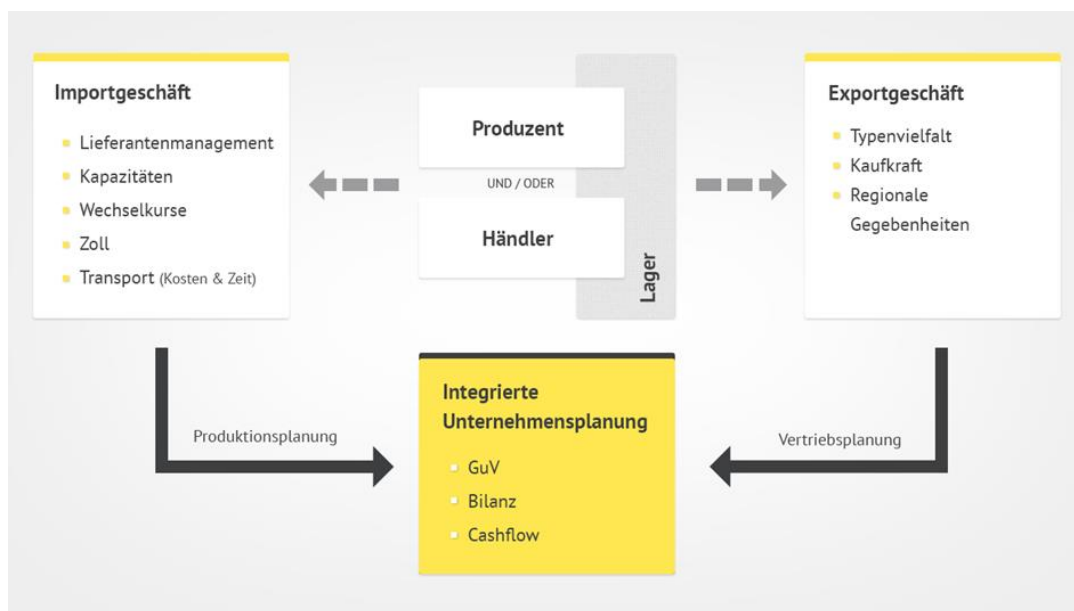 Importgeschäft
Lieferantenmanagement
Kapazitäten
Wechselkurse
Zoll
Transport (Kosten & Zeit)
Produzent
UND / ODER
Händler
Lager
Exportgeschäft
Typenvielfalt
Kaufkraft
Regionale
Gegebenheiten
Produktionsplanung
Integrierte
Unternehmensplanung
GuV
Bilanz
Cashflow
Vertriebsplanung